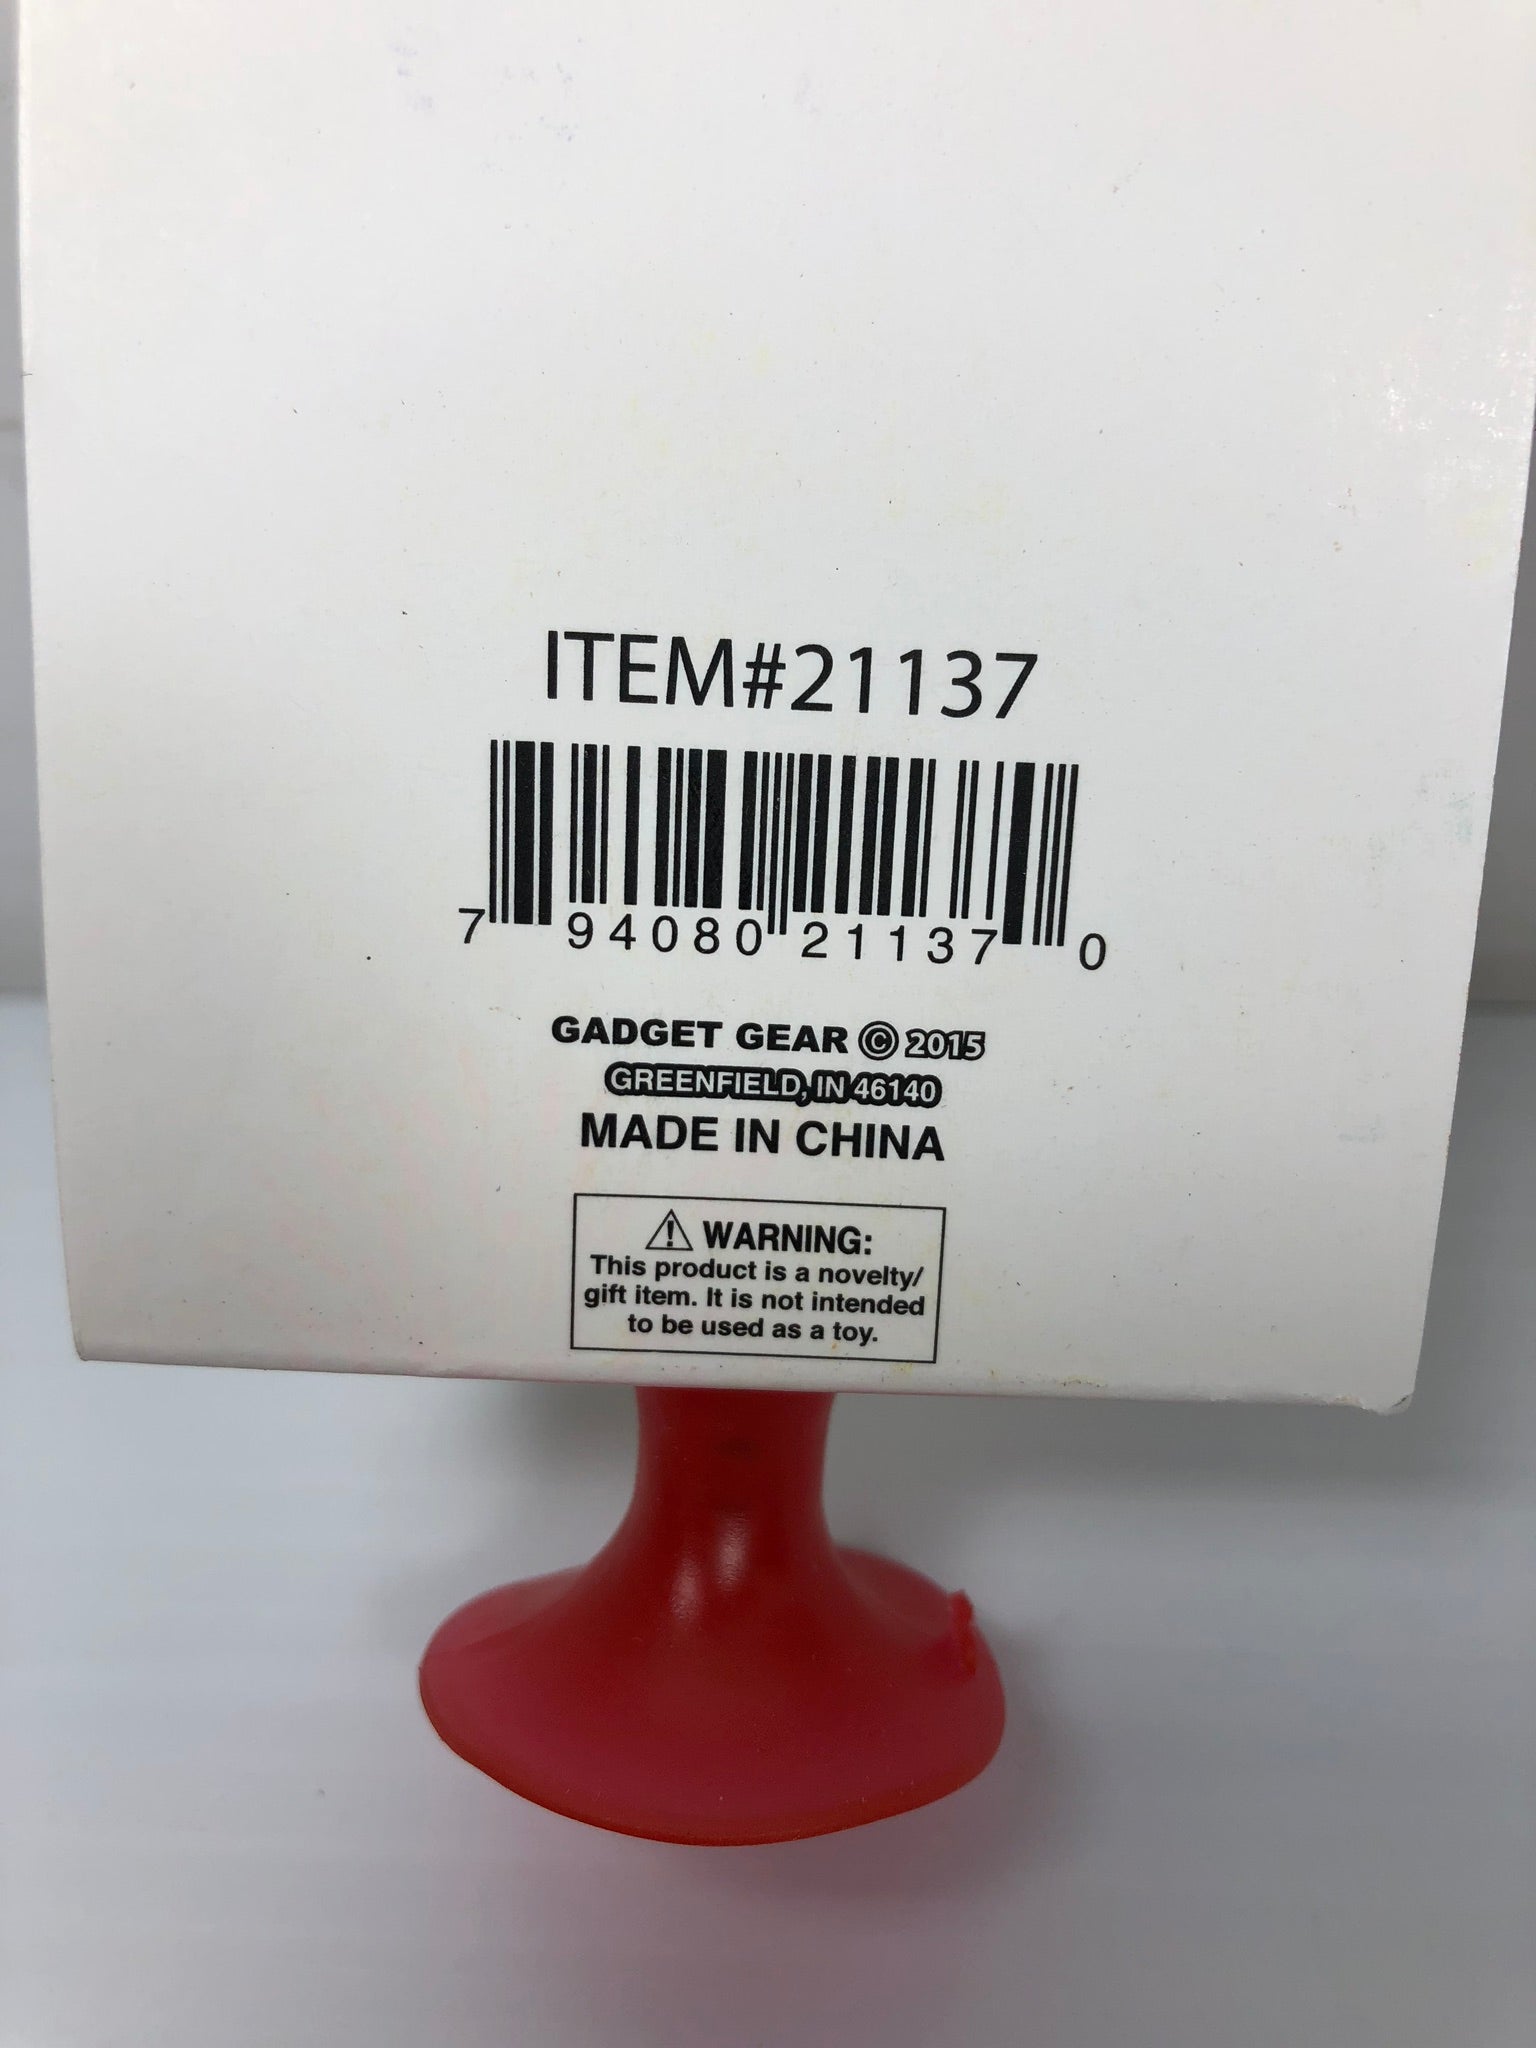 ITEM#21137
7 94080 21137 0
GADGET GEAR © 2015
GREENFIELD, IN 46140
MADE IN CHINA
⚠ WARNING:
This product is a novelty/
gift item. It is not intended
to be used as a toy.